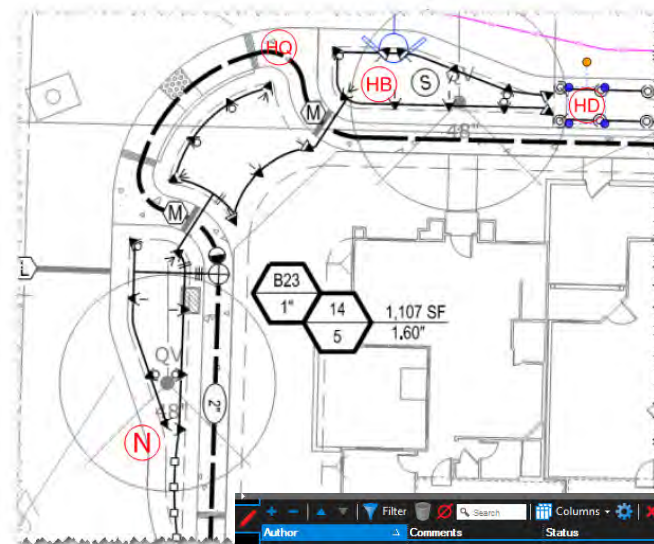 HO
HB
S
QV
HD
M
48"
M
B23
1"
14
5
1,107 SF
1.60"
QV
2"
48"
N
Filter
Search
Columns
Author
Comments
Status